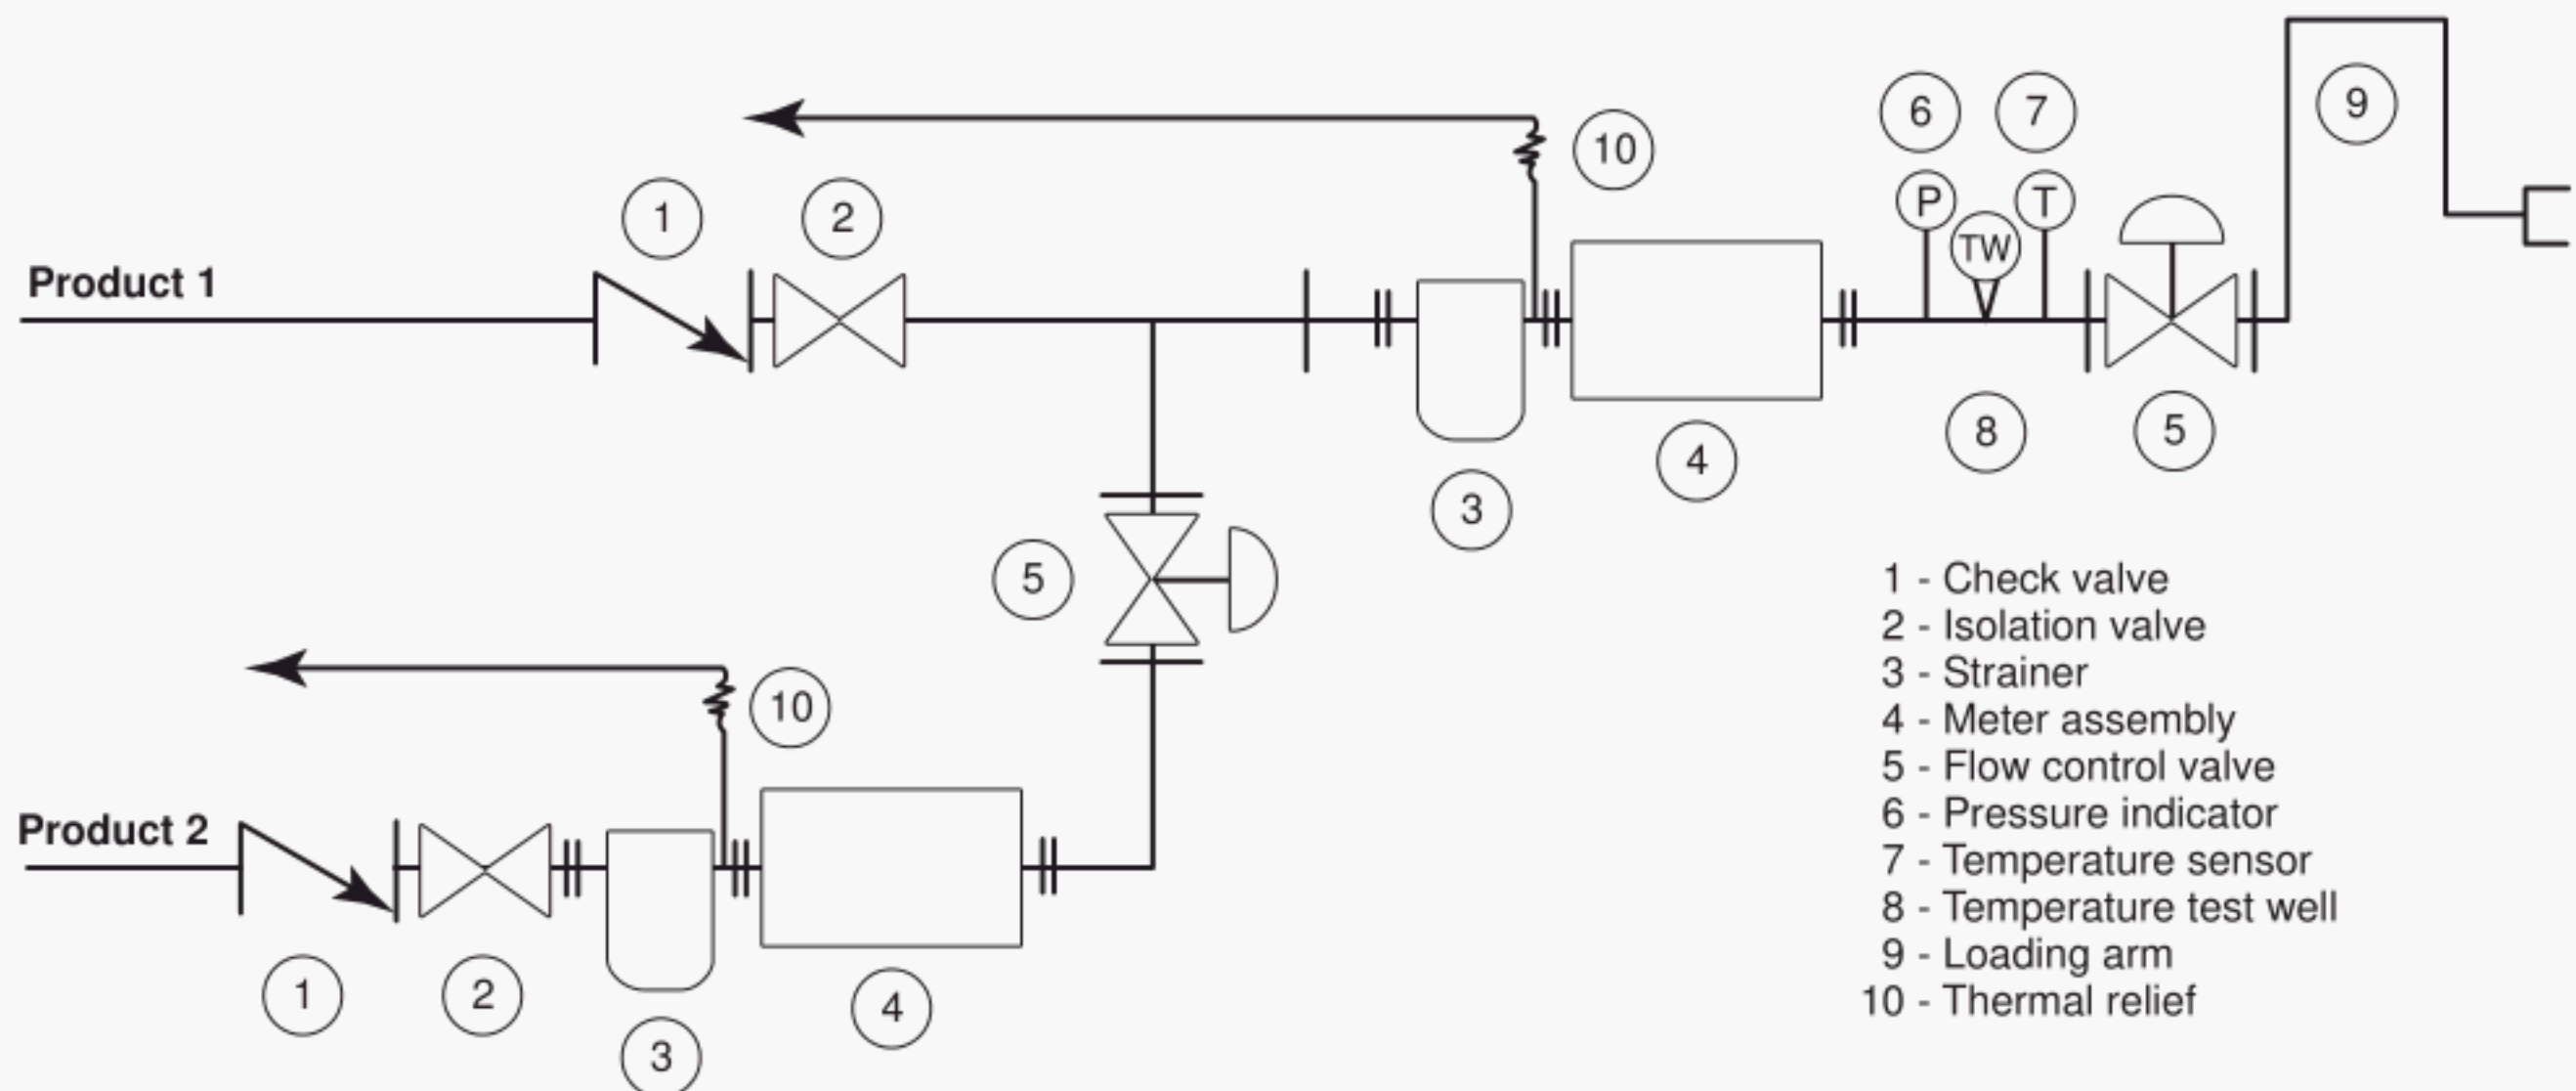 6
7
9
10
1
2
P
T
TW
Product 1
8
5
4
3
5
1 - Check valve
2 - Isolation valve
3 - Strainer
4 - Meter assembly
5 - Flow control valve
6 - Pressure indicator
7 - Temperature sensor
8 - Temperature test well
9 - Loading arm
10 - Thermal relief
10
Product 2
1
2
4
3